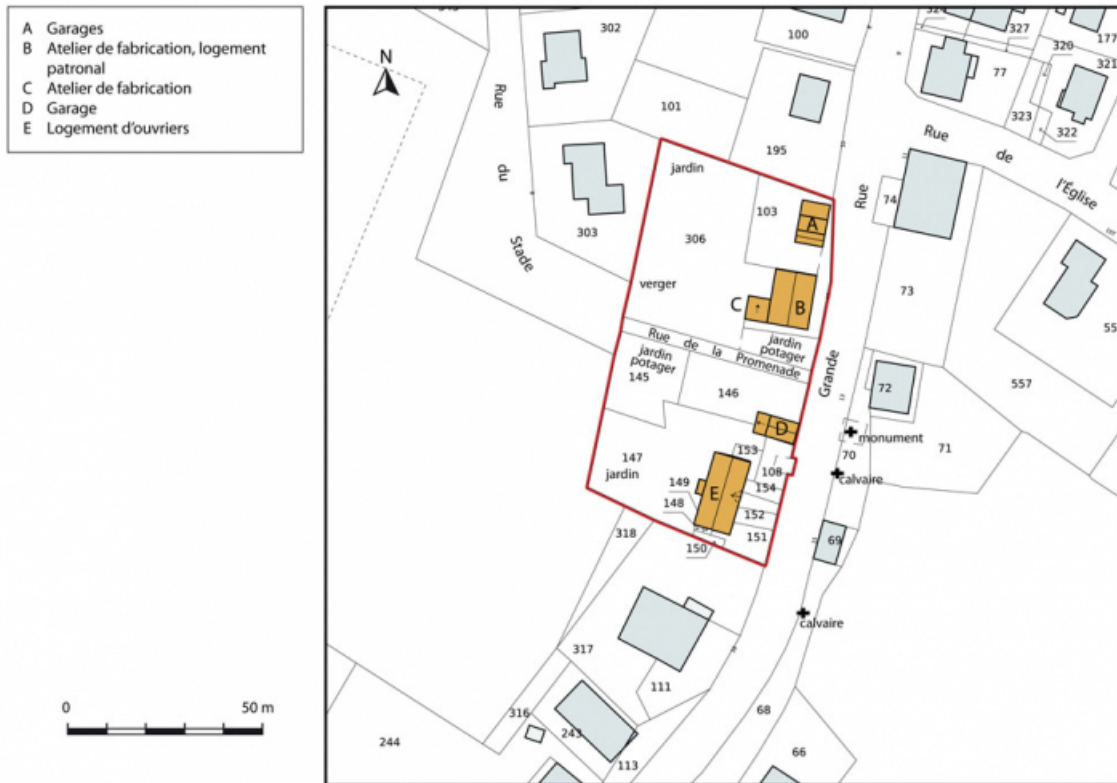 A Garages
B Atelier de fabrication, logement
patronal
C Atelier de fabrication
D Garage
E Logement d'ouvriers
N
0 50 m
302
100
324
327
177
320
321
77
101
323
322
Rue
du
Stade
195
Rue
de
l'Église
jardin
Rue
74
103
A
303
306
verger
C
B
73
55
Rue de la Promenade
jardin
potager
jardin
potager
Grande
145
146
72
557
D
monument
70
71
147
jardin
153
108
calvaire
149
E
154
148
152
151
150
318
69
calvaire
317
111
68
316
243
244
113
66